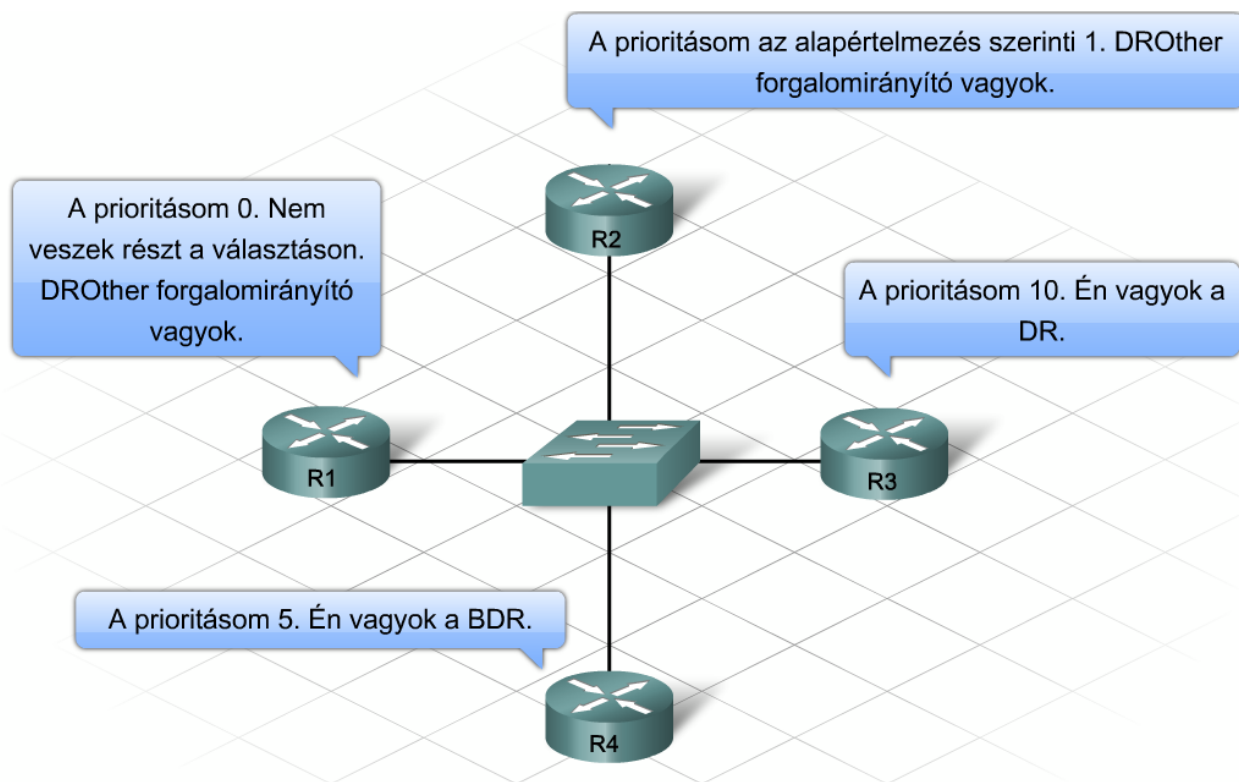 A prioritásom az alapértelmezés szerinti 1. DROther
forgalomirányító vagyok.
A prioritásom 0. Nem
veszek részt a választáson.
DROther forgalomirányító
vagyok.
R2
A prioritásom 10. Én vagyok a
DR.
R1
R3
A prioritásom 5. Én vagyok a BDR.
R4